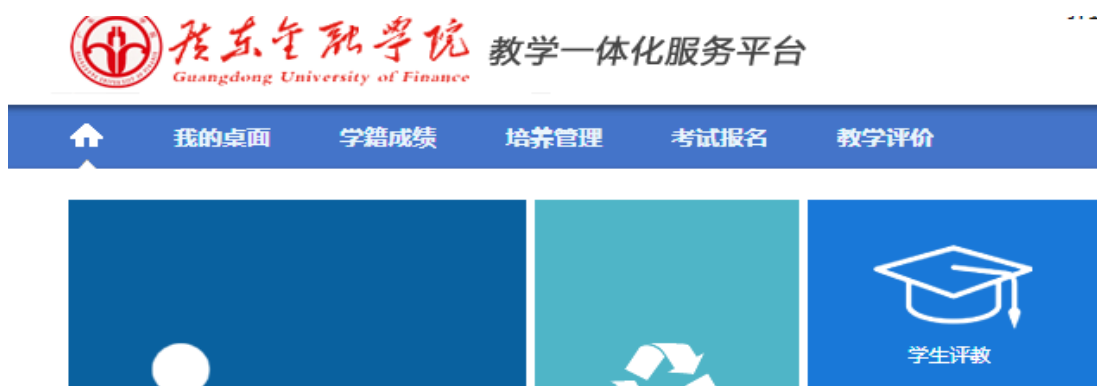 广东金融学院
Guangdong University of Finance
教学一体化服务平台
我的桌面 学籍成绩 培养管理 考试报名 教学评价
学生评教